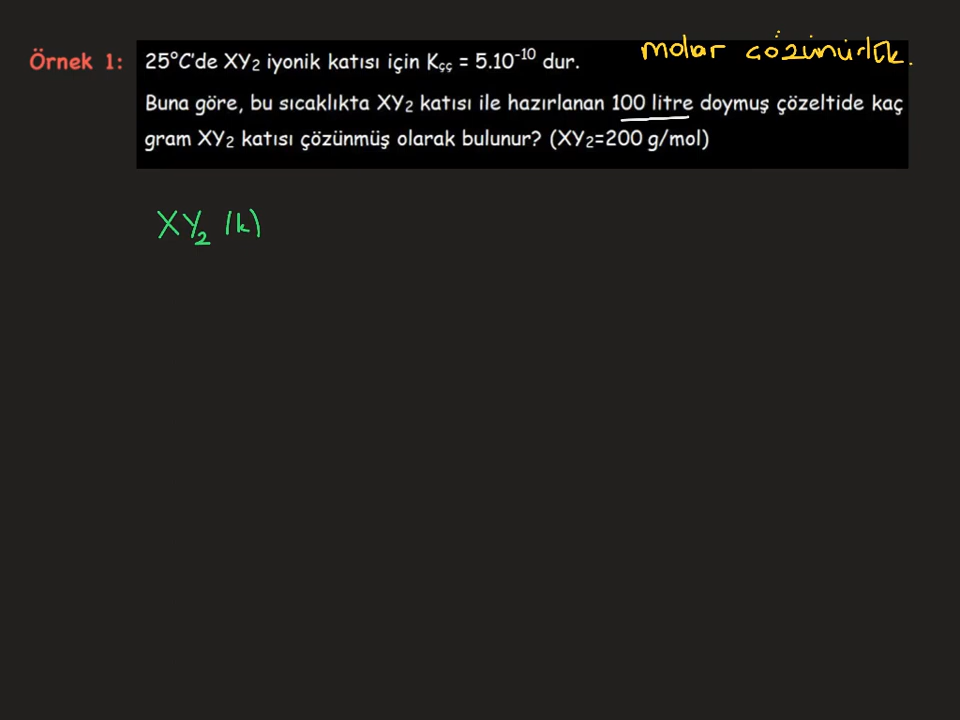 molar çözünürlük.
Örnek 1: 25°C'de XY₂ iyonik katısı için Kçç = 5.10⁻¹⁰ dur.
Buna göre, bu sıcaklıkta XY₂ katısı ile hazırlanan 100 litre doymuş çözeltide kaç
gram XY₂ katısı çözünmüş olarak bulunur? (XY₂=200 g/mol)
XY₂ (k)